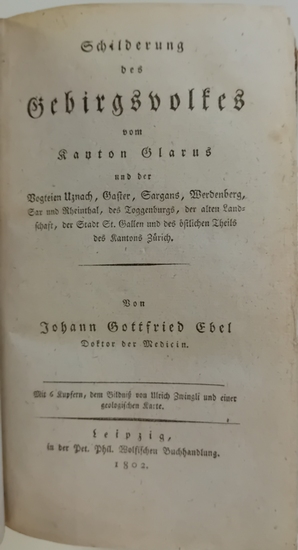 Schilderung
des
Gebirgsvolkes
vom
Kanton Glarus
und der
Vogteien Uznach, Gaster, Sargans, Werdenberg,
Sax und Rheinthal, des Toggenburgs, der alten Land-
schaft, der Stadt St. Gallen und des östlichen Theils
des Kantons Zürich.
Von
Johann Gottfried Ebel
Doktor der Medicin.
Mit 6 Kupfern, dem Bildniß von Ulrich Zwingli und einer
geologischen Karte.
Leipzig,
in der Pet. Phil. Wolfischen Buchhandlung.
1802.